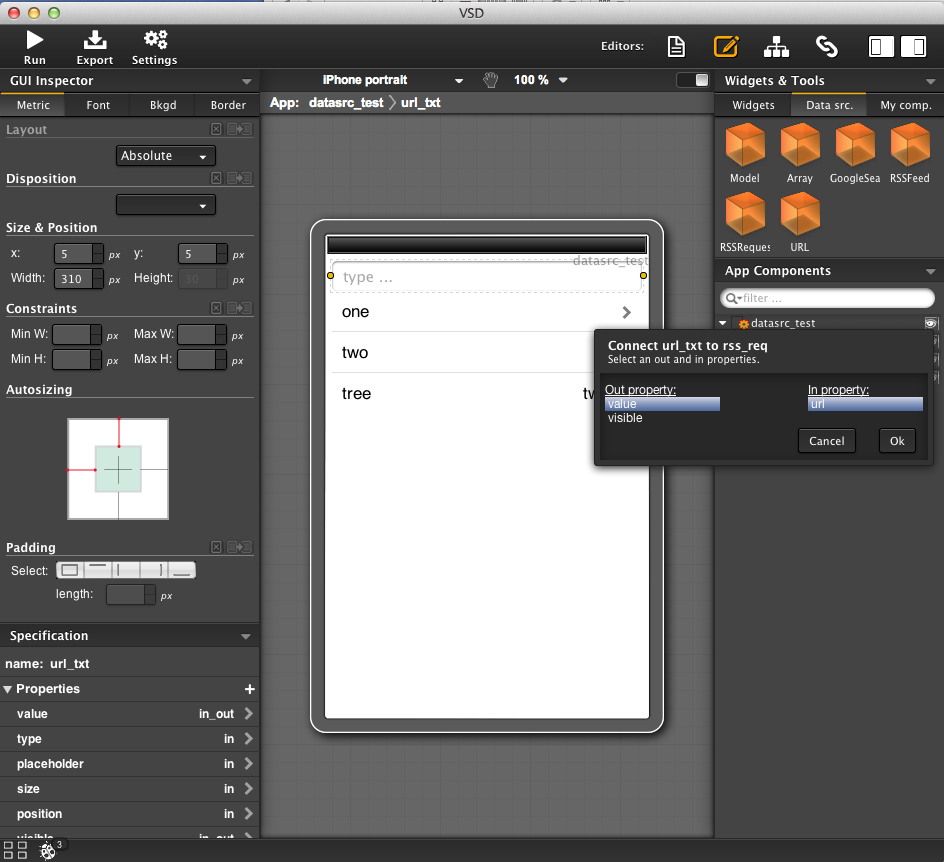 VSD
Run
Export
Settings
Editors:
GUI Inspector
Metric Font Bkgd Border
Layout
Absolute
Disposition
Size & Position
x: 5 px y: 5 px
Width: 310 px Height: 30 px
Constraints
Min W: px Max W: px
Min H: px Max H: px
Autosizing
Padding
Select:
length: px
Specification
name: url_txt
Properties +
value in_out
type in
placeholder in
size in
position in
visible in_out
3
iPhone portrait 100 %
App: datasrc_test url_txt
datasrc_test
type ...
one
two
tree
Widgets & Tools
Widgets Data src. My comp.
Model Array GoogleSea RSSFeed
RSSReques URL
App Components
filter ...
datasrc_test
Connect url_txt to rss_req
Select an out and in properties.
Out property: In property:
value url
visible
Cancel Ok